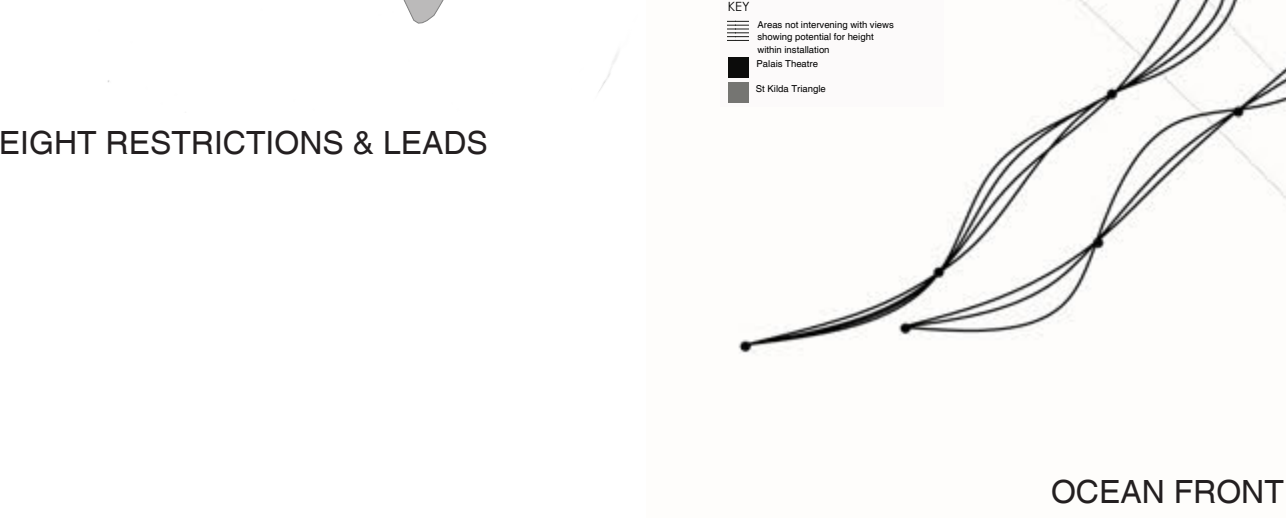 KEY
Areas not intervening with views
showing potential for height
within installation
Palais Theatre
St Kilda Triangle
EIGHT RESTRICTIONS & LEADS
OCEAN FRONT